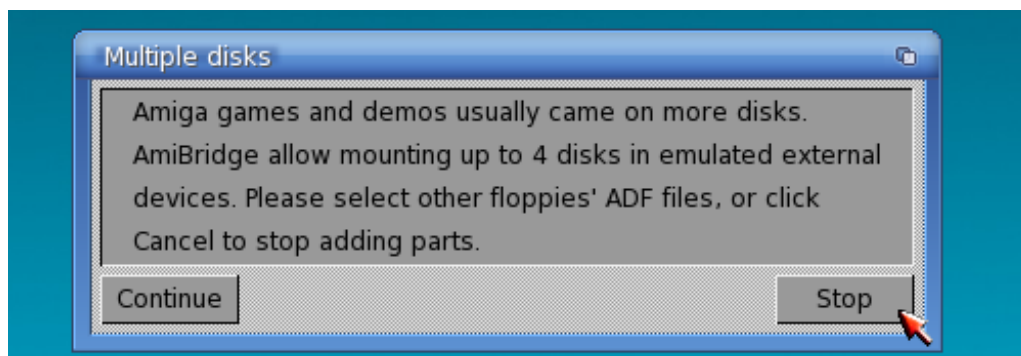 Multiple disks
Amiga games and demos usually came on more disks.
AmiBridge allow mounting up to 4 disks in emulated external
devices. Please select other floppies' ADF files, or click
Cancel to stop adding parts.
Continue
Stop